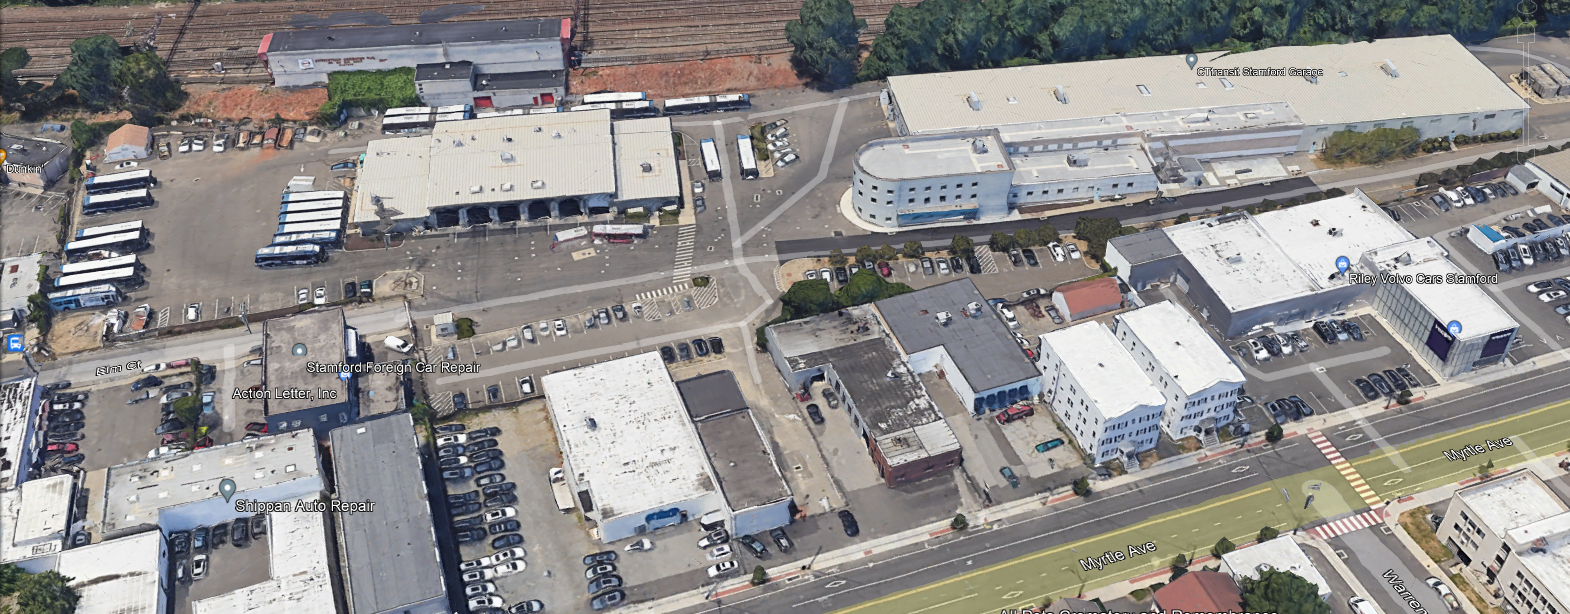 CTtransit Stamford Garage
Dunkin'
Riley Volvo Cars Stamford
Elm Ct
Stamford Foreign Car Repair
Action Letter, Inc
Myrtle Ave
Shippan Auto Repair
Myrtle Ave
Warren